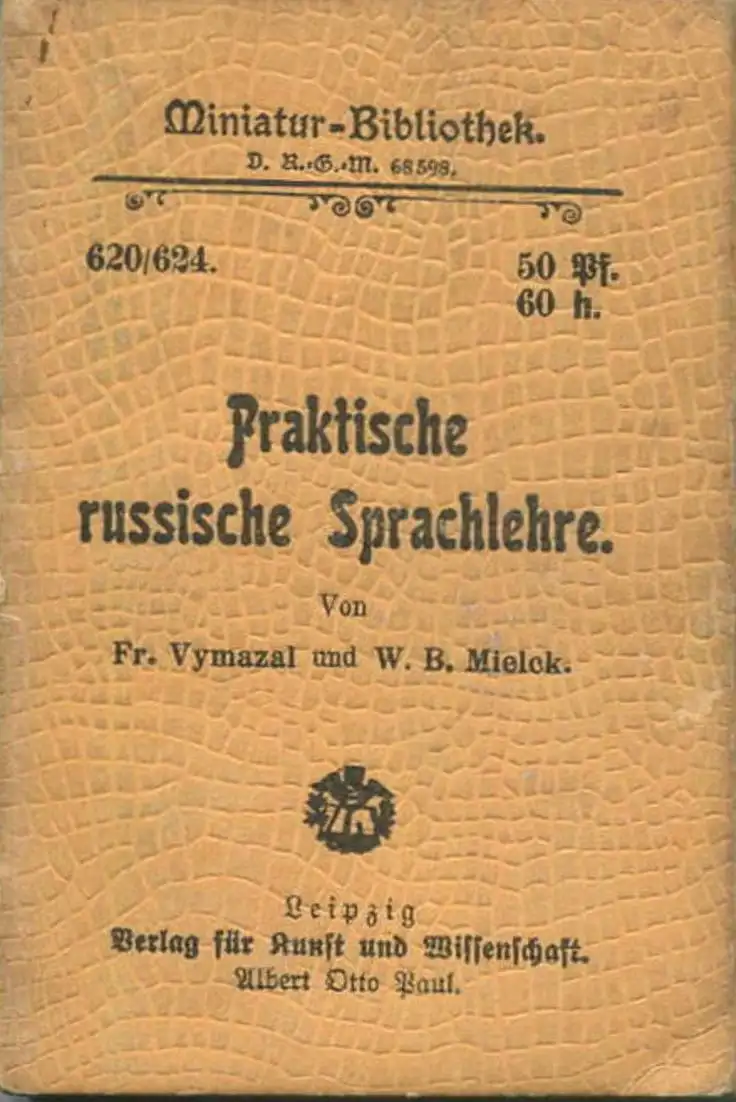 Miniatur-Bibliothek.
D. R.-G.-M. 68598.
620/624. 50 Pf.
60 h.
Praktische
russische Sprachlehre.
Von
Fr. Vymazal und W. B. Mielck.
Leipzig
Verlag für Kunst und Wissenschaft.
Albert Otto Paul.